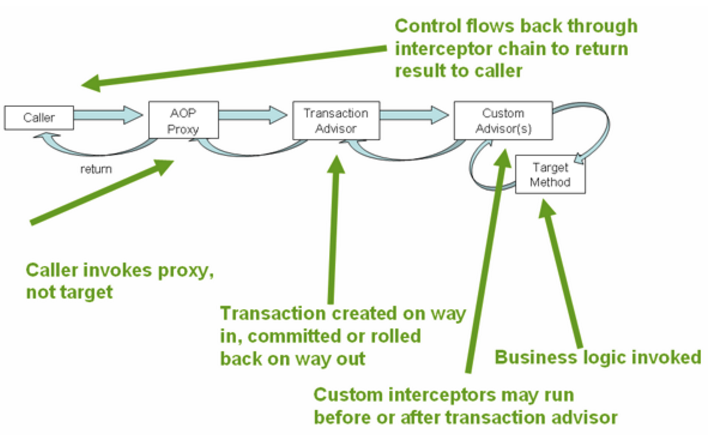 Control flows back through
interceptor chain to return
result to caller
Caller
AOP
Proxy
Transaction
Advisor
Custom
Advisor(s)
return
Target
Method
Caller invokes proxy,
not target
Transaction created on way
in, committed or rolled
back on way out
Business logic invoked
Custom interceptors may run
before or after transaction advisor